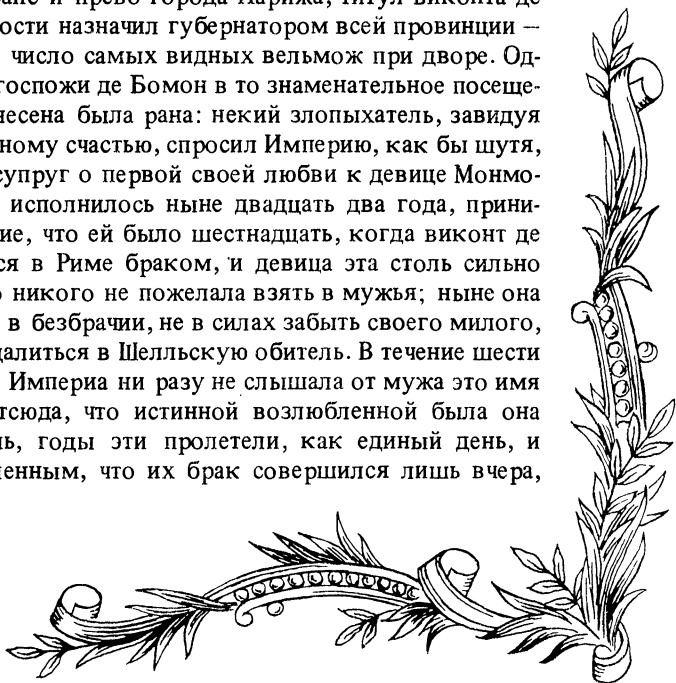 и прево города Парижа, титул виконта де
ости назначил губернатором всей провинции –
число самых видных вельмож при дворе. Од-
госпожи де Бомон в то знаменательное посеще-
несена была рана: некий злопыхатель, завидуя
ному счастью, спросил Империю, как бы шутя,
супруг о первой своей любви к девице Монмо-
исполнилось ныне двадцать два года, прини-
ие, что ей было шестнадцать, когда виконт де
ся в Риме браком, и девица эта столь сильно
о никого не пожелала взять в мужья; ныне она
в безбрачии, не в силах забыть своего милого,
далиться в Шелльскую обитель. В течение шести
Империа ни разу не слышала от мужа это имя
тсюда, что истинной возлюбленной была она
ь, годы эти пролетели, как единый день, и
енным, что их брак совершился лишь вчера,